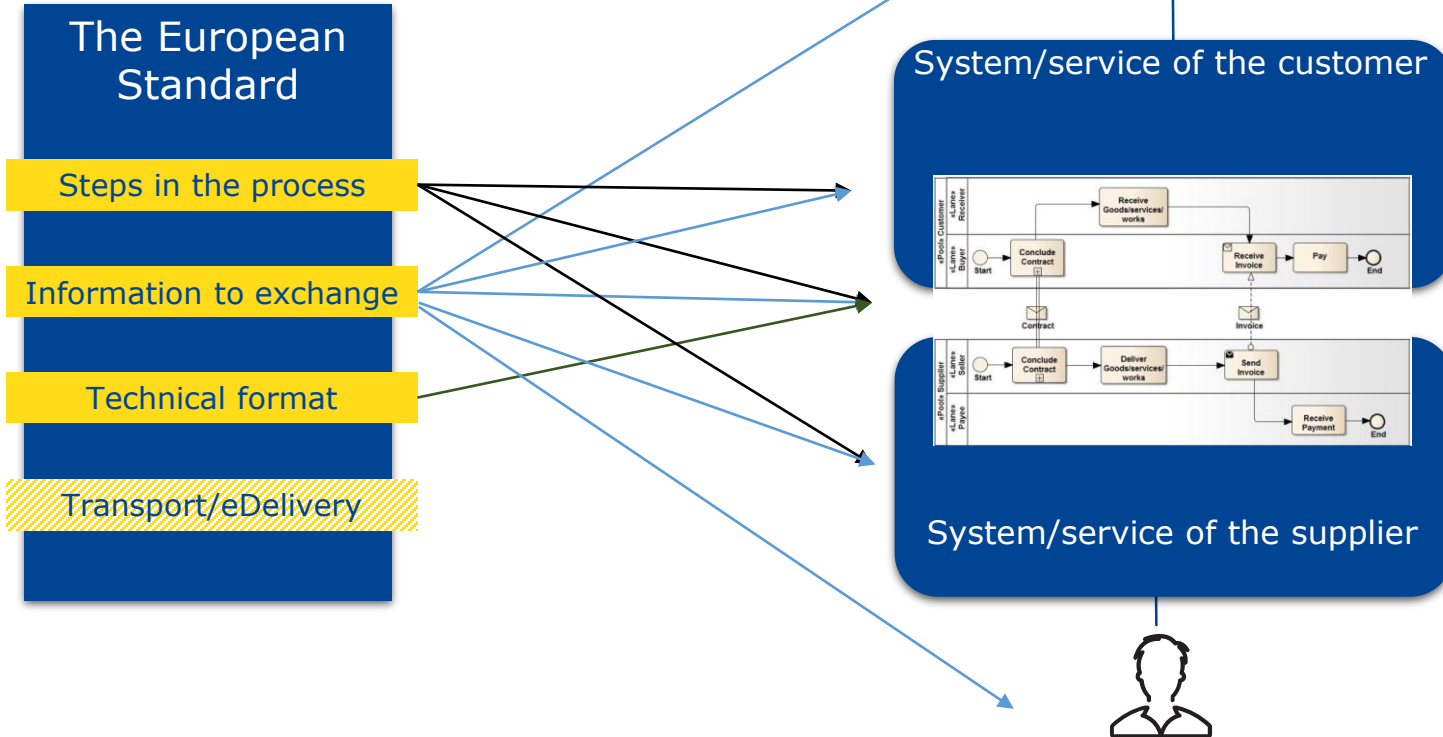 The European
Standard
Steps in the process
Information to exchange
Technical format
Transport/eDelivery
System/service of the customer
«Pool» Customer
«Lane»
Receiver
Receive
Goods/services/
works
«Lane»
Buyer
Start
Conclude
Contract
Receive
Invoice
Pay
End
Contract
Invoice
«Pool» Supplier
«Lane»
Seller
Start
Conclude
Contract
Deliver
Goods/services/
works
Send
Invoice
«Lane»
Payee
Receive
Payment
End
System/service of the supplier